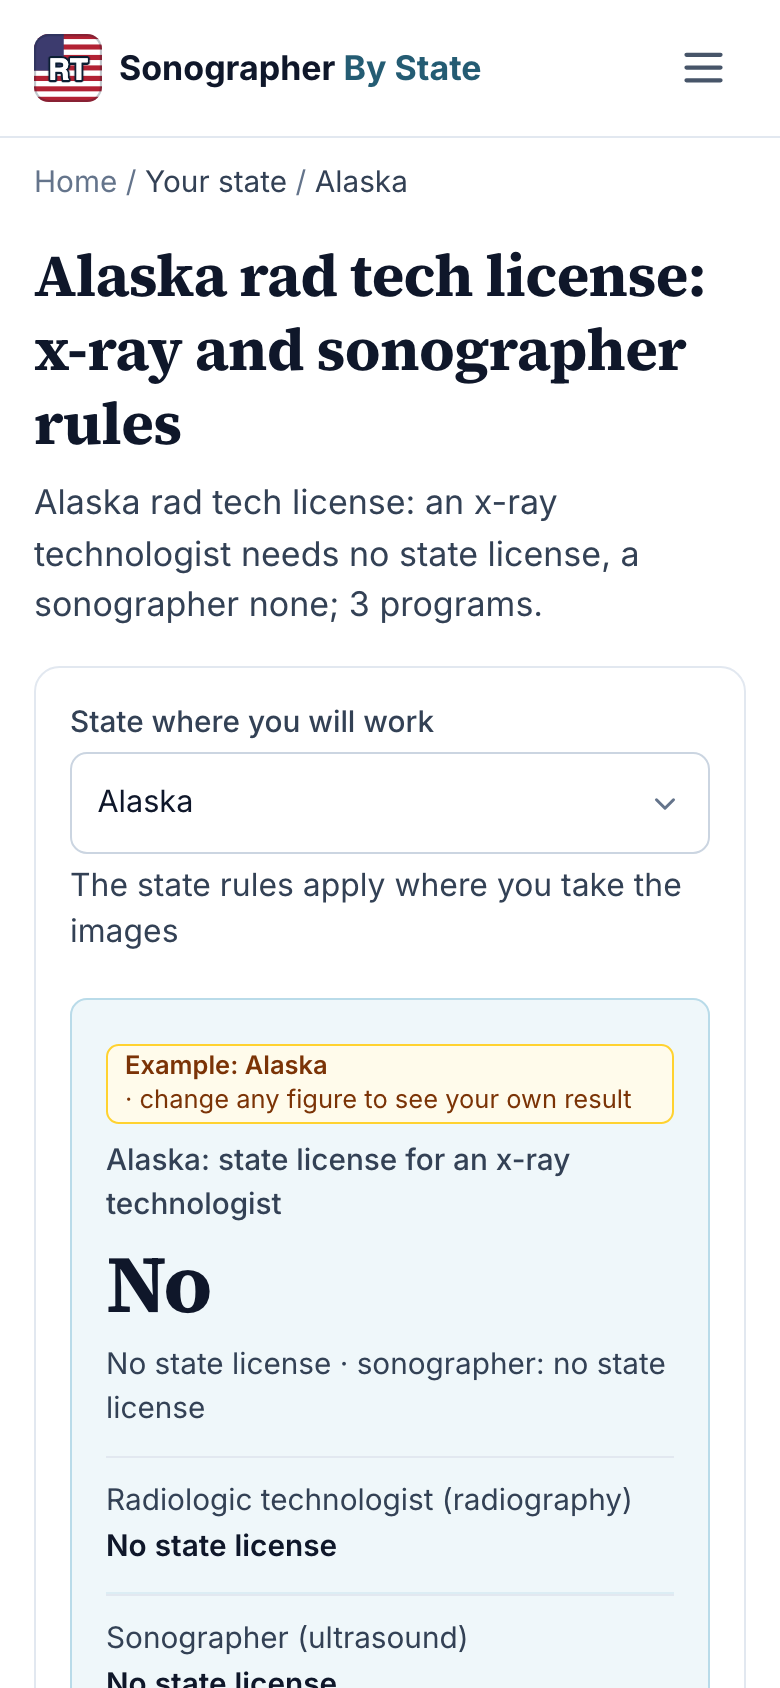 RT Sonographer By State
Home / Your state / Alaska
Alaska rad tech license:
x-ray and sonographer
rules
Alaska rad tech license: an x-ray
technologist needs no state license, a
sonographer none; 3 programs.
State where you will work
Alaska
The state rules apply where you take the
images
Example: Alaska
· change any figure to see your own result
Alaska: state license for an x-ray
technologist
No
No state license · sonographer: no state
license
Radiologic technologist (radiography)
No state license
Sonographer (ultrasound)
No state license